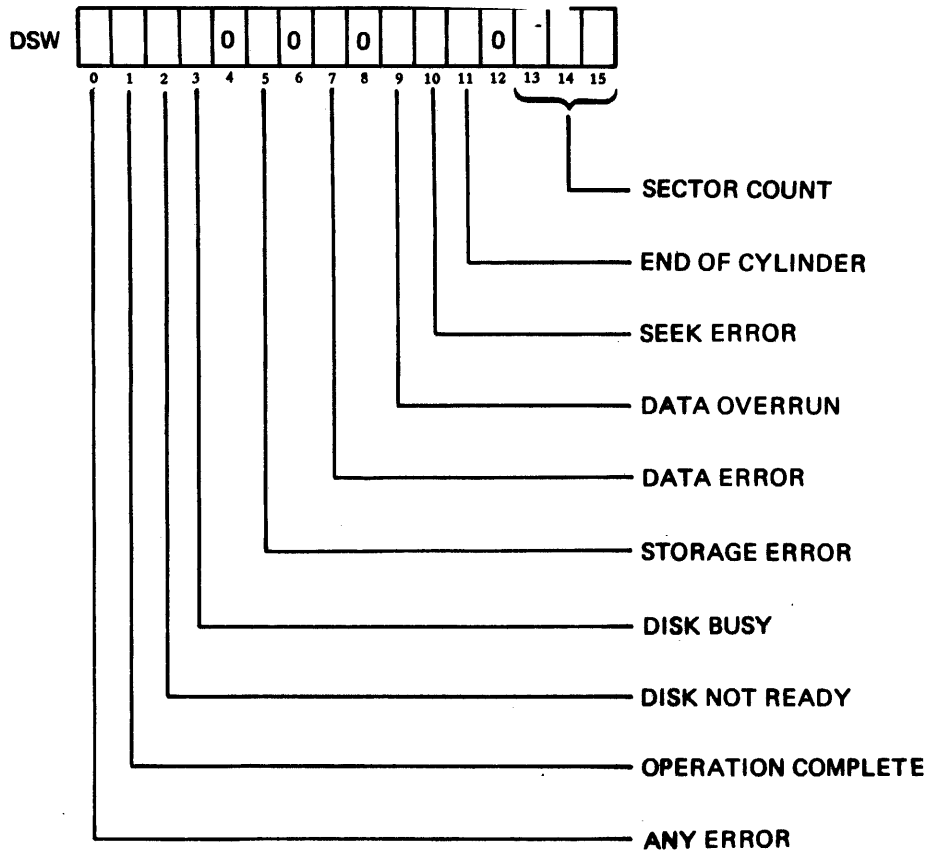 DSW 0 0 0 0
0 1 2 3 4 5 6 7 8 9 10 11 12 13 14 15
SECTOR COUNT
END OF CYLINDER
SEEK ERROR
DATA OVERRUN
DATA ERROR
STORAGE ERROR
DISK BUSY
DISK NOT READY
OPERATION COMPLETE
ANY ERROR